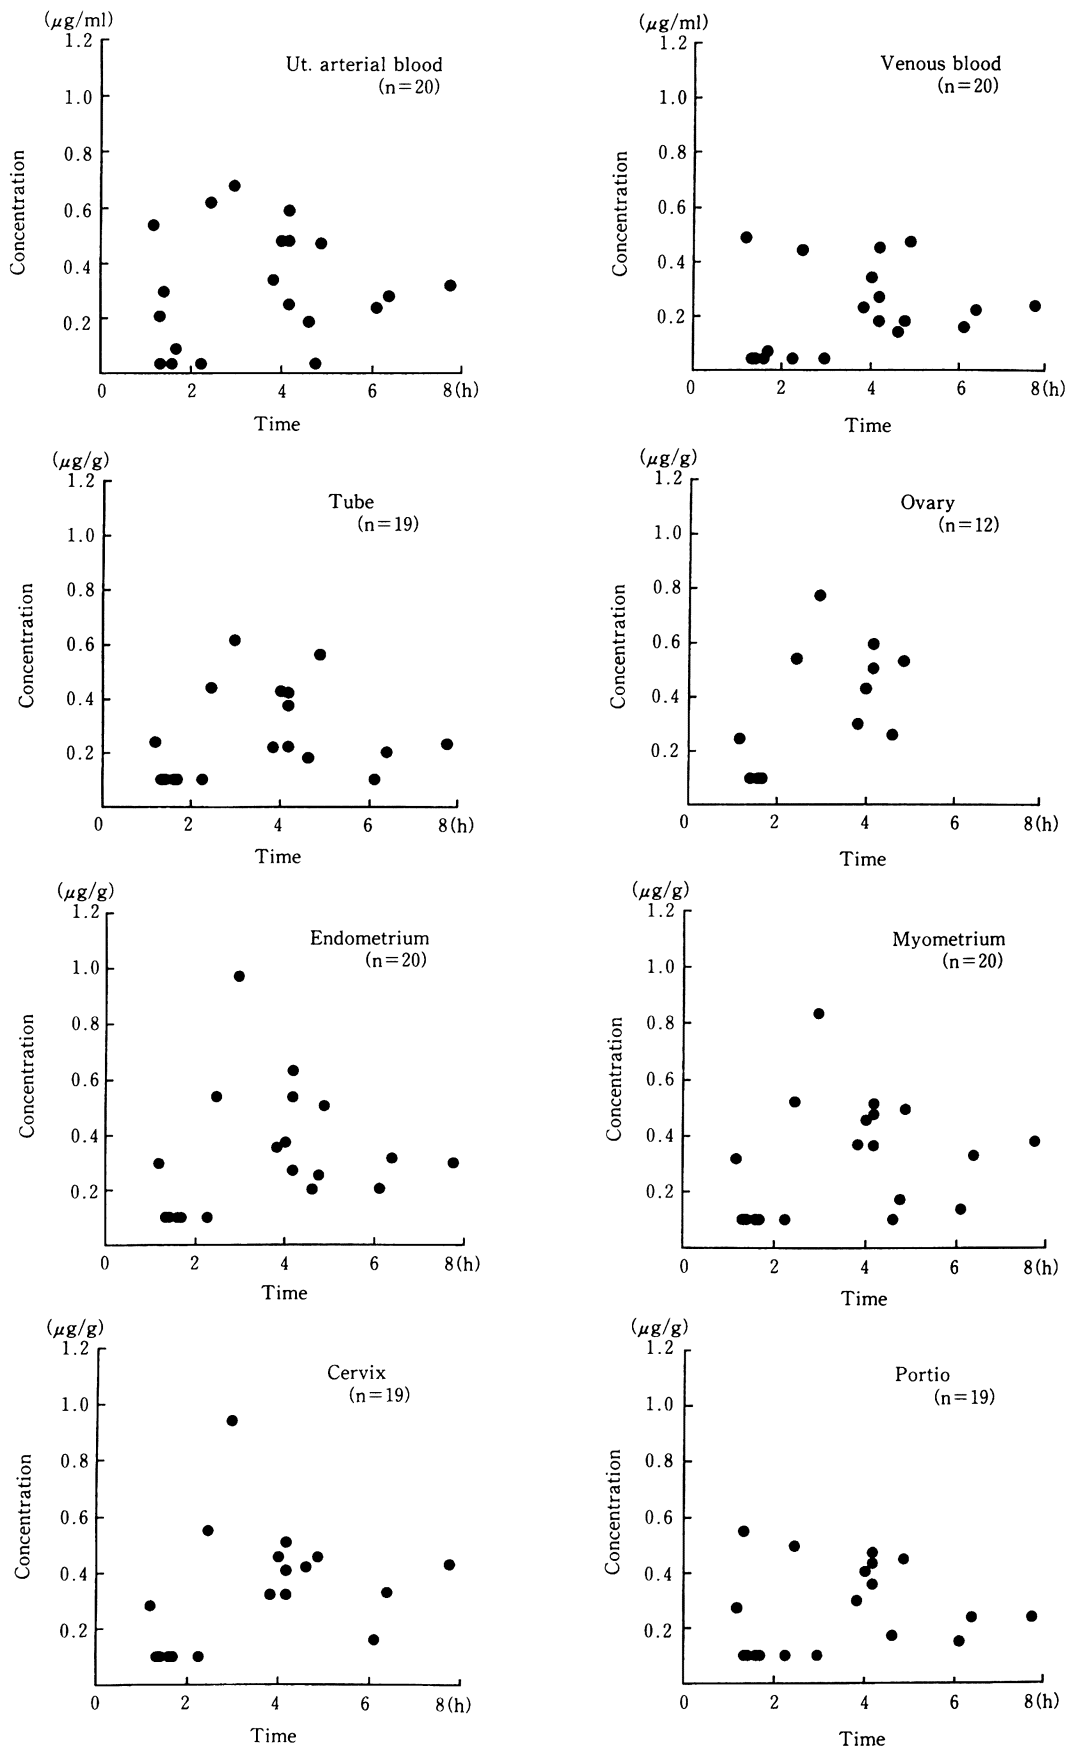 (μg/ml)
1.2
Ut. arterial blood
(n=20)
1.0
0.8
0.6
0.4
0.2
Concentration
0 2 4 6 8(h)
Time
(μg/ml)
1.2
Venous blood
(n=20)
1.0
0.8
0.6
0.4
0.2
Concentration
0 2 4 6 8(h)
Time
(μg/g)
1.2
Tube
(n=19)
1.0
0.8
0.6
0.4
0.2
Concentration
0 2 4 6 8(h)
Time
(μg/g)
1.2
Ovary
(n=12)
1.0
0.8
0.6
0.4
0.2
Concentration
0 2 4 6 8(h)
Time
(μg/g)
1.2
Endometrium
(n=20)
1.0
0.8
0.6
0.4
0.2
Concentration
0 2 4 6 8(h)
Time
(μg/g)
1.2
Myometrium
(n=20)
1.0
0.8
0.6
0.4
0.2
Concentration
0 2 4 6 8(h)
Time
(μg/g)
1.2
Cervix
(n=19)
1.0
0.8
0.6
0.4
0.2
Concentration
0 2 4 6 8(h)
Time
(μg/g)
1.2
Portio
(n=19)
1.0
0.8
0.6
0.4
0.2
Concentration
0 2 4 6 8(h)
Time